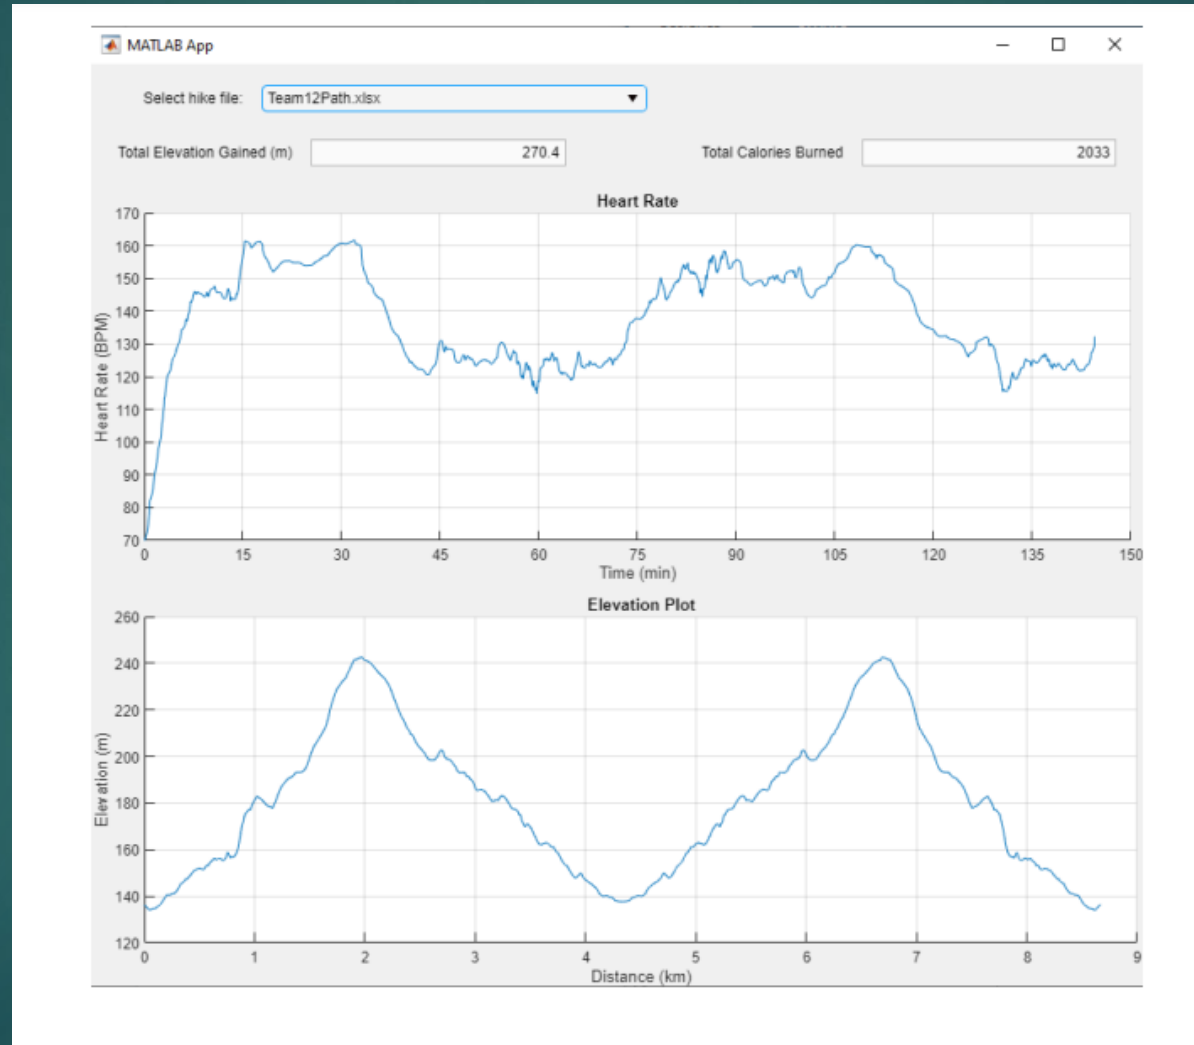 MATLAB App
Select hike file: Team12Path.xlsx
Total Elevation Gained (m) 270.4 Total Calories Burned 2033
Heart Rate
170
160
150
140
130
120
110
100
90
80
70
Heart Rate (BPM)
0 15 30 45 60 75 90 105 120 135 150
Time (min)
Elevation Plot
260
240
220
200
180
160
140
120
Elevation (m)
0 1 2 3 4 5 6 7 8 9
Distance (km)